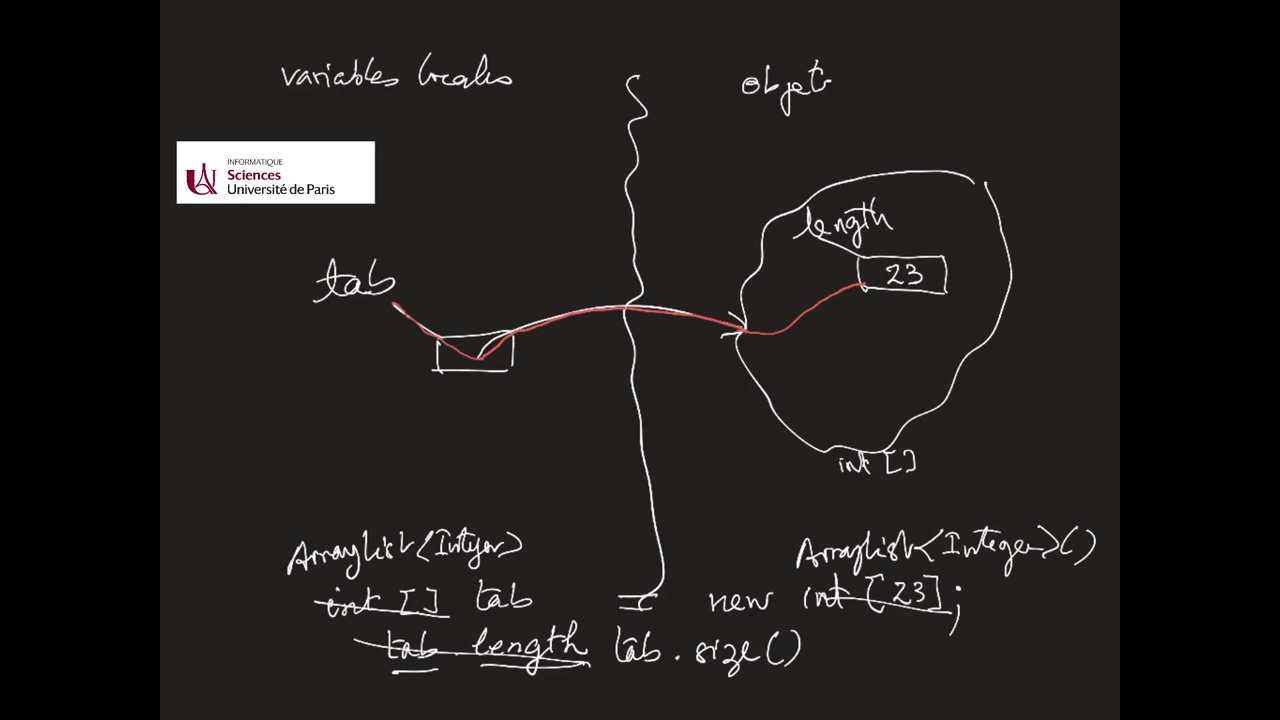 variables locales
objets
INFORMATIQUE
Sciences
Université de Paris
length
23
tab
int []
ArrayList<Integer>
ArrayList<Integer>()
int [] tab = new int [23];
tab.length tab.size()